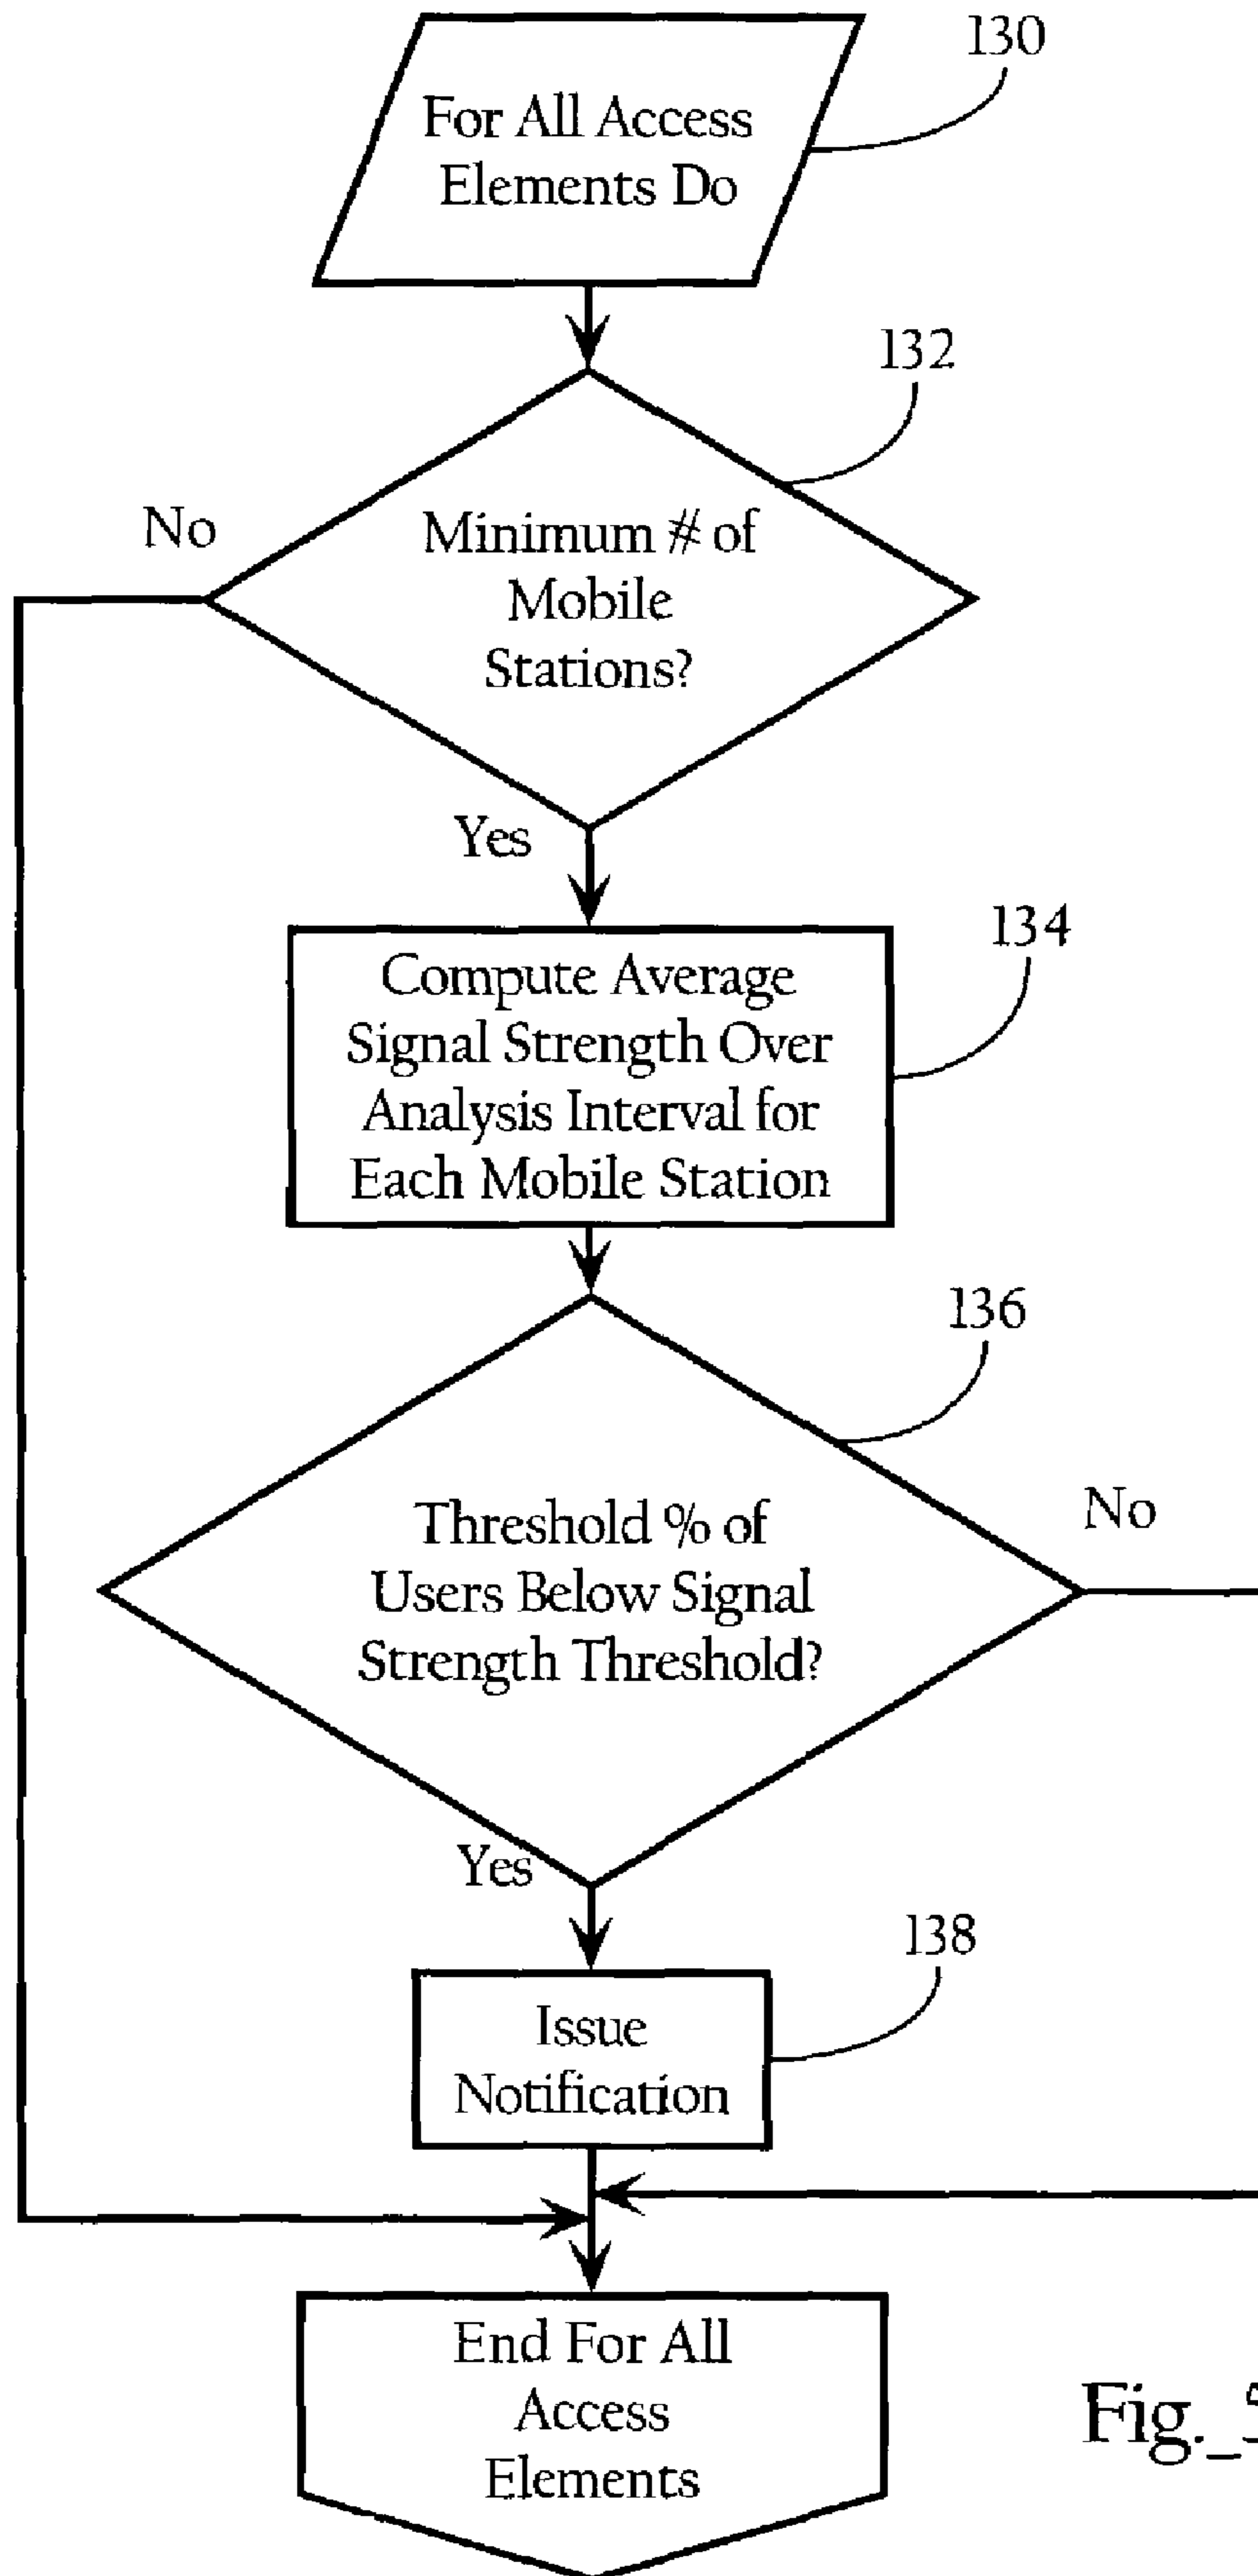 130
For All Access
Elements Do
132
No
Minimum # of
Mobile
Stations?
Yes
134
Compute Average
Signal Strength Over
Analysis Interval for
Each Mobile Station
136
No
Threshold % of
Users Below Signal
Strength Threshold?
Yes
138
Issue
Notification
End For All
Access
Elements
Fig._5